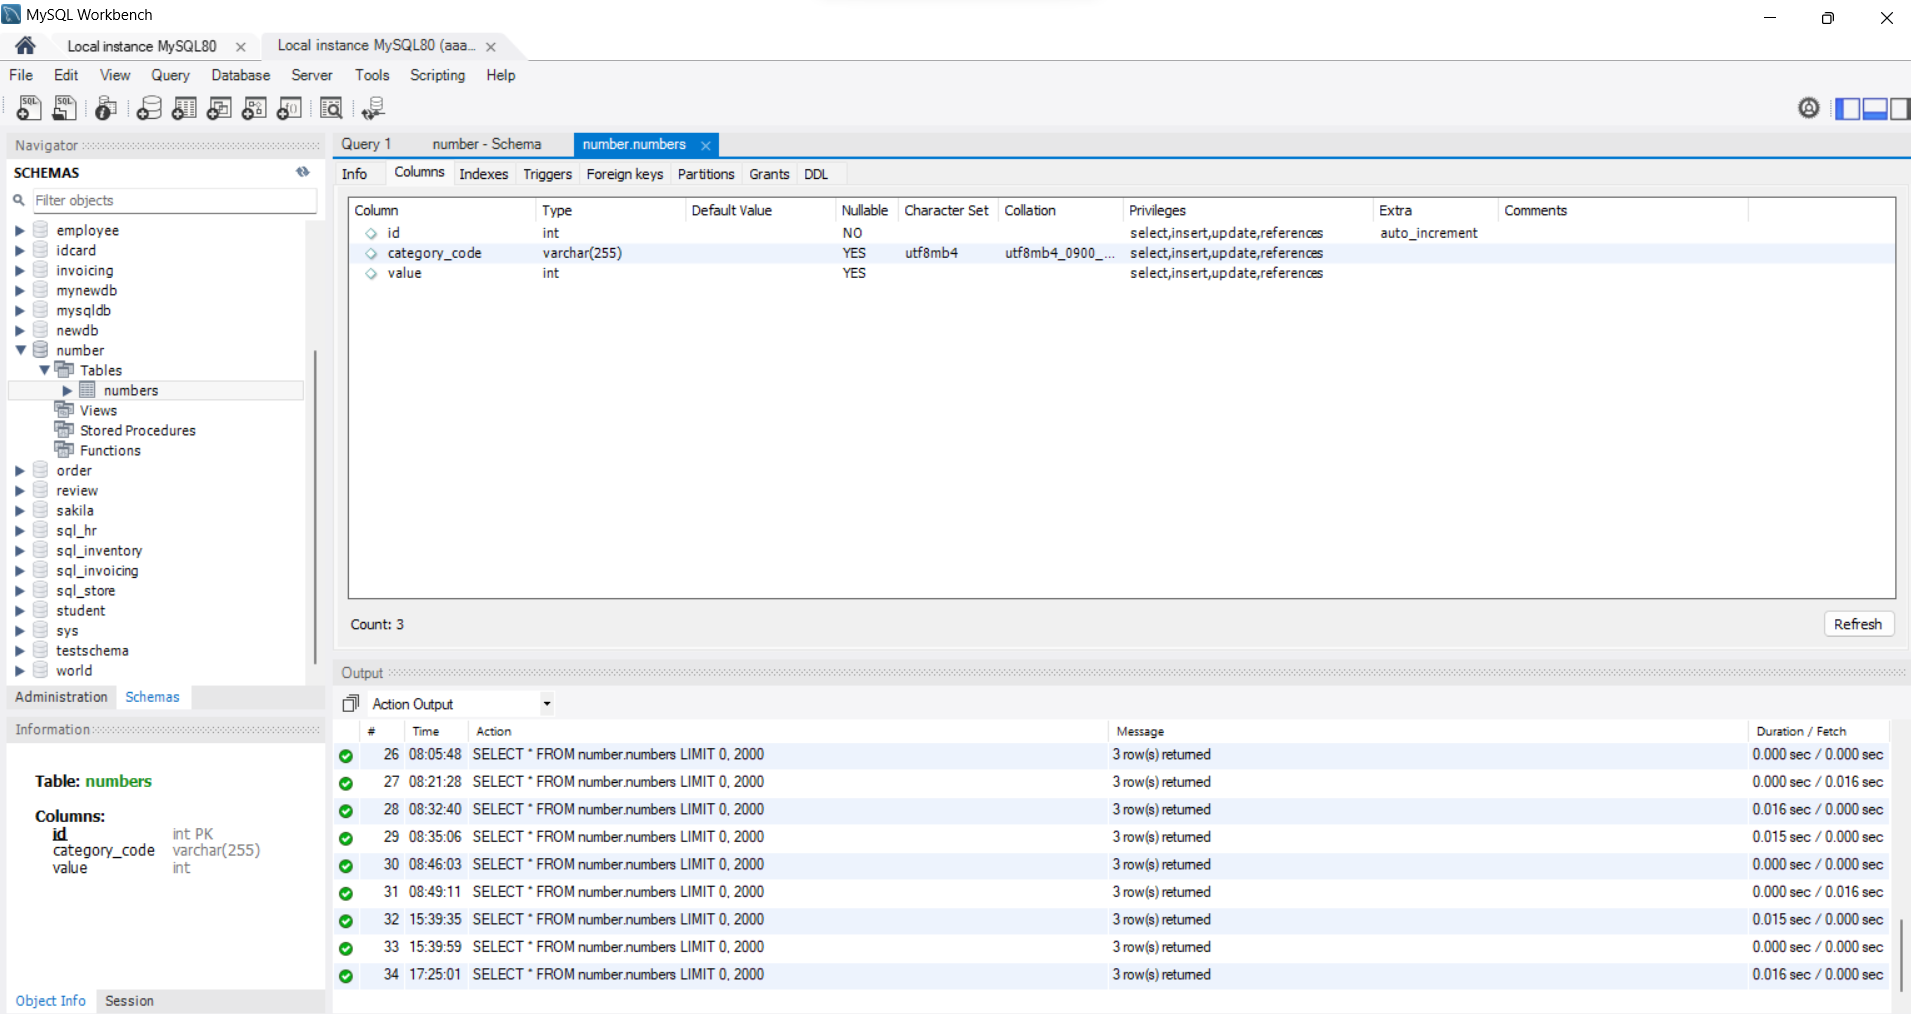 MySQL Workbench
Local instance MySQL80
Local instance MySQL80 (aaa...
File Edit View Query Database Server Tools Scripting Help
Navigator
SCHEMAS
Filter objects
employee
idcard
invoicing
mynewdb
mysqldb
newdb
number
Tables
numbers
Views
Stored Procedures
Functions
order
review
sakila
sql_hr
sql_inventory
sql_invoicing
sql_store
student
sys
testschema
world
Administration Schemas
Information
Table: numbers
Columns:
id int PK
category_code varchar(255)
value int
Object Info Session
Query 1 number - Schema number.numbers
Info Columns Indexes Triggers Foreign keys Partitions Grants DDL
Column Type Default Value Nullable Character Set Collation Privileges Extra Comments
id int NO select,insert,update,references auto_increment
category_code varchar(255) YES utf8mb4 utf8mb4_0900_... select,insert,update,references
value int YES select,insert,update,references
Count: 3
Refresh
Output
Action Output
# Time Action Message Duration / Fetch
26 08:05:48 SELECT * FROM number.numbers LIMIT 0, 2000 3 row(s) returned 0.000 sec / 0.000 sec
27 08:21:28 SELECT * FROM number.numbers LIMIT 0, 2000 3 row(s) returned 0.000 sec / 0.016 sec
28 08:32:40 SELECT * FROM number.numbers LIMIT 0, 2000 3 row(s) returned 0.016 sec / 0.000 sec
29 08:35:06 SELECT * FROM number.numbers LIMIT 0, 2000 3 row(s) returned 0.015 sec / 0.000 sec
30 08:46:03 SELECT * FROM number.numbers LIMIT 0, 2000 3 row(s) returned 0.000 sec / 0.000 sec
31 08:49:11 SELECT * FROM number.numbers LIMIT 0, 2000 3 row(s) returned 0.000 sec / 0.016 sec
32 15:39:35 SELECT * FROM number.numbers LIMIT 0, 2000 3 row(s) returned 0.015 sec / 0.000 sec
33 15:39:59 SELECT * FROM number.numbers LIMIT 0, 2000 3 row(s) returned 0.000 sec / 0.000 sec
34 17:25:01 SELECT * FROM number.numbers LIMIT 0, 2000 3 row(s) returned 0.016 sec / 0.000 sec